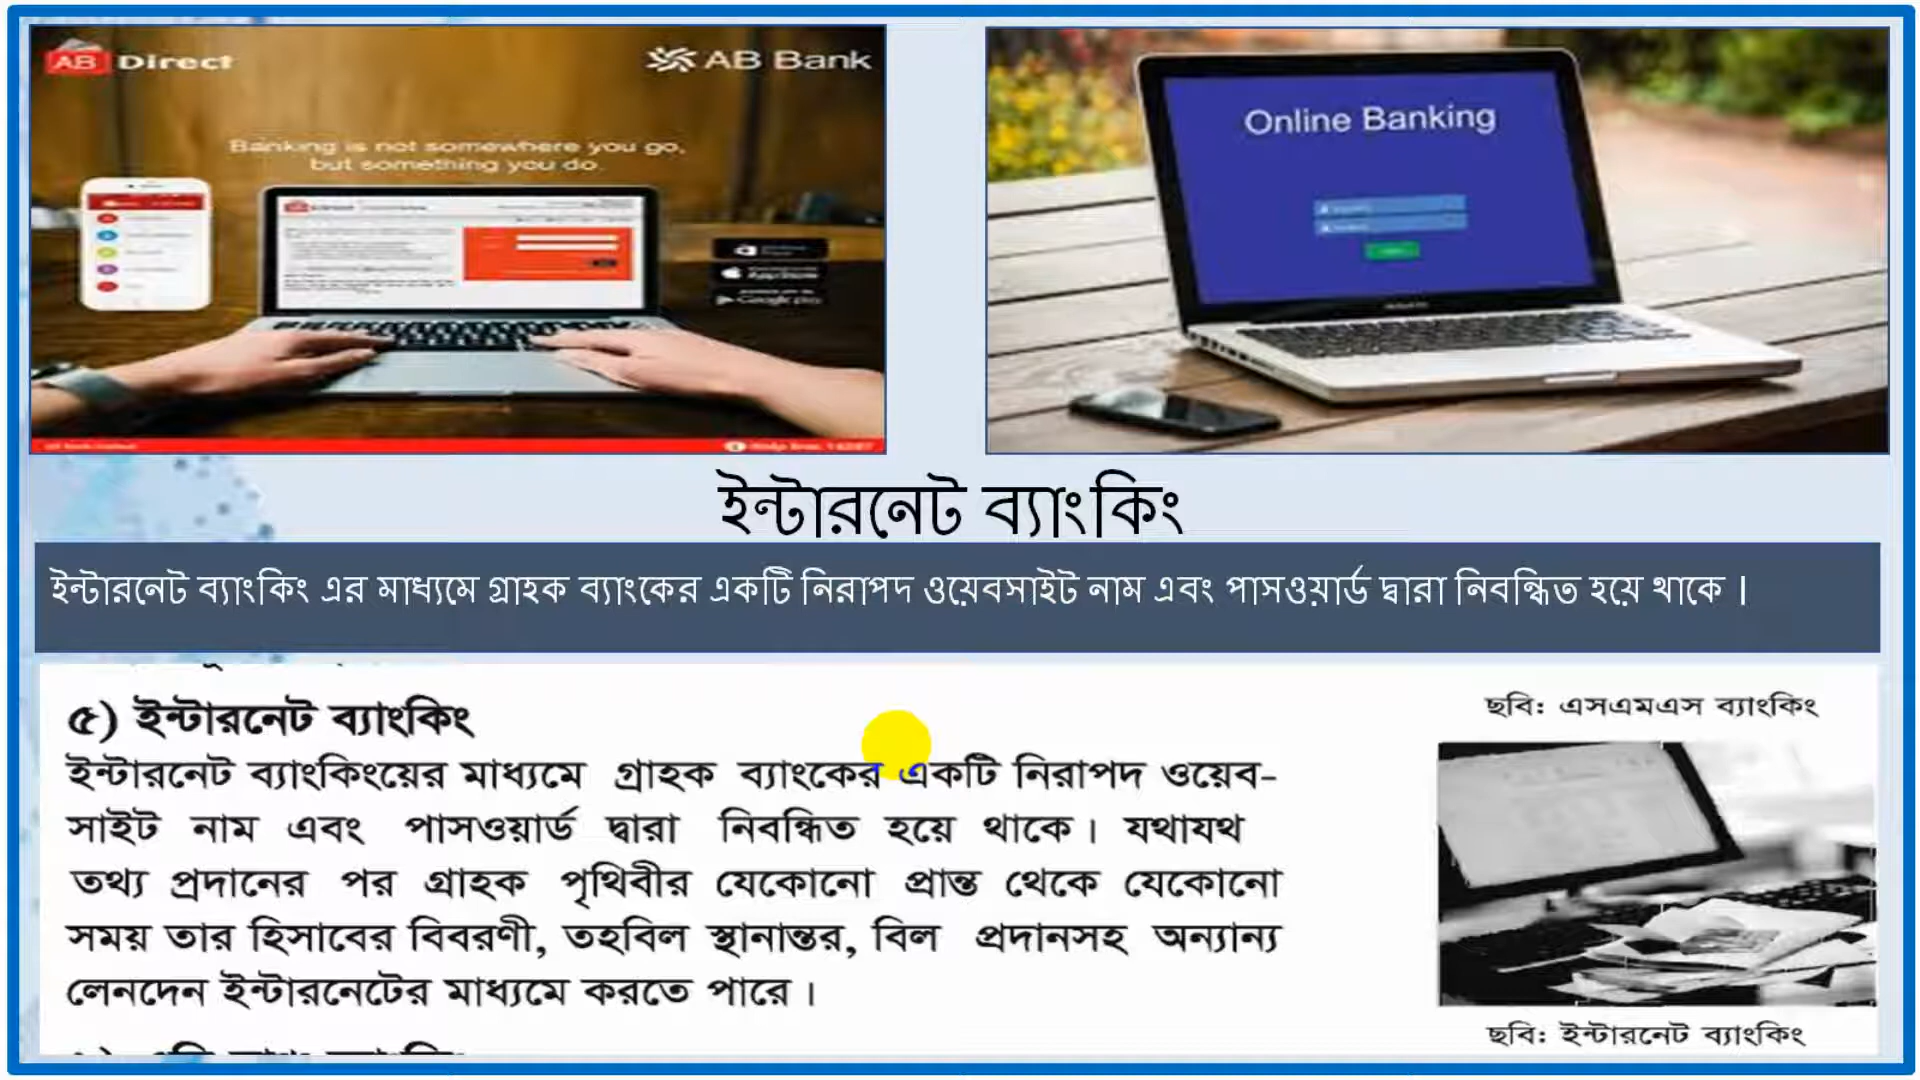 AB Direct
AB Bank
Banking is not somewhere you go,
but something you do.
Online Banking
ইন্টারনেট ব্যাংকিং
ইন্টারনেট ব্যাংকিং এর মাধ্যমে গ্রাহক ব্যাংকের একটি নিরাপদ ওয়েবসাইট নাম এবং পাসওয়ার্ড দ্বারা নিবন্ধিত হয়ে থাকে ।
৫) ইন্টারনেট ব্যাংকিং
ইন্টারনেট ব্যাংকিংয়ের মাধ্যমে গ্রাহক ব্যাংকের একটি নিরাপদ ওয়েব-
সাইট নাম এবং পাসওয়ার্ড দ্বারা নিবন্ধিত হয়ে থাকে। যথাযথ
তথ্য প্রদানের পর গ্রাহক পৃথিবীর যেকোনো প্রান্ত থেকে যেকোনো
সময় তার হিসাবের বিবরণী, তহবিল স্থানান্তর, বিল প্রদানসহ অন্যান্য
লেনদেন ইন্টারনেটের মাধ্যমে করতে পারে।
ছবি: এসএমএস ব্যাংকিং
ছবি: ইন্টারনেট ব্যাংকিং